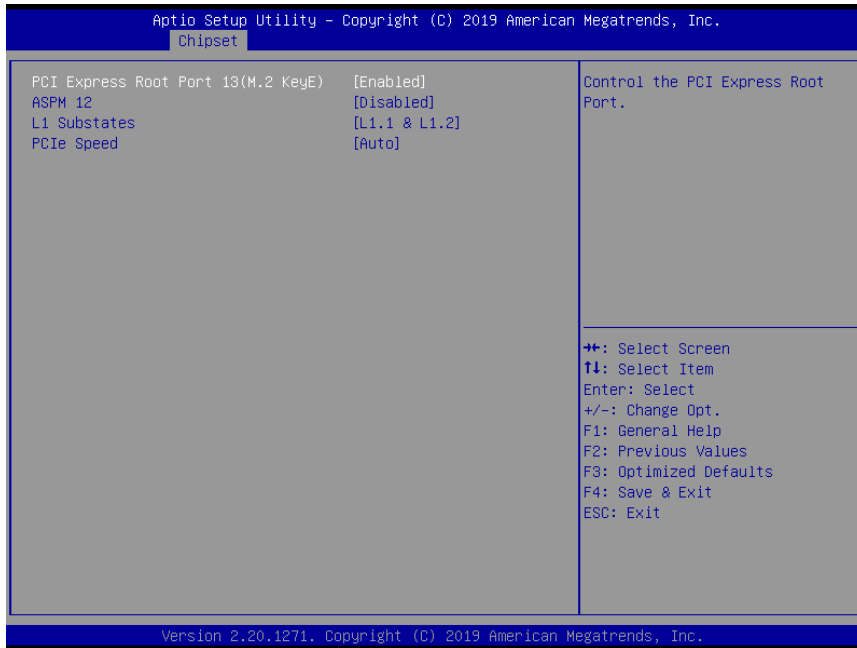 Aptio Setup Utility – Copyright (C) 2019 American Megatrends, Inc.
Chipset
PCI Express Root Port 13(M.2 KeyE) [Enabled]
ASPM 12 [Disabled]
L1 Substates [L1.1 & L1.2]
PCIe Speed [Auto]
Control the PCI Express Root
Port.
→←: Select Screen
↑↓: Select Item
Enter: Select
+/-: Change Opt.
F1: General Help
F2: Previous Values
F3: Optimized Defaults
F4: Save & Exit
ESC: Exit
Version 2.20.1271. Copyright (C) 2019 American Megatrends, Inc.